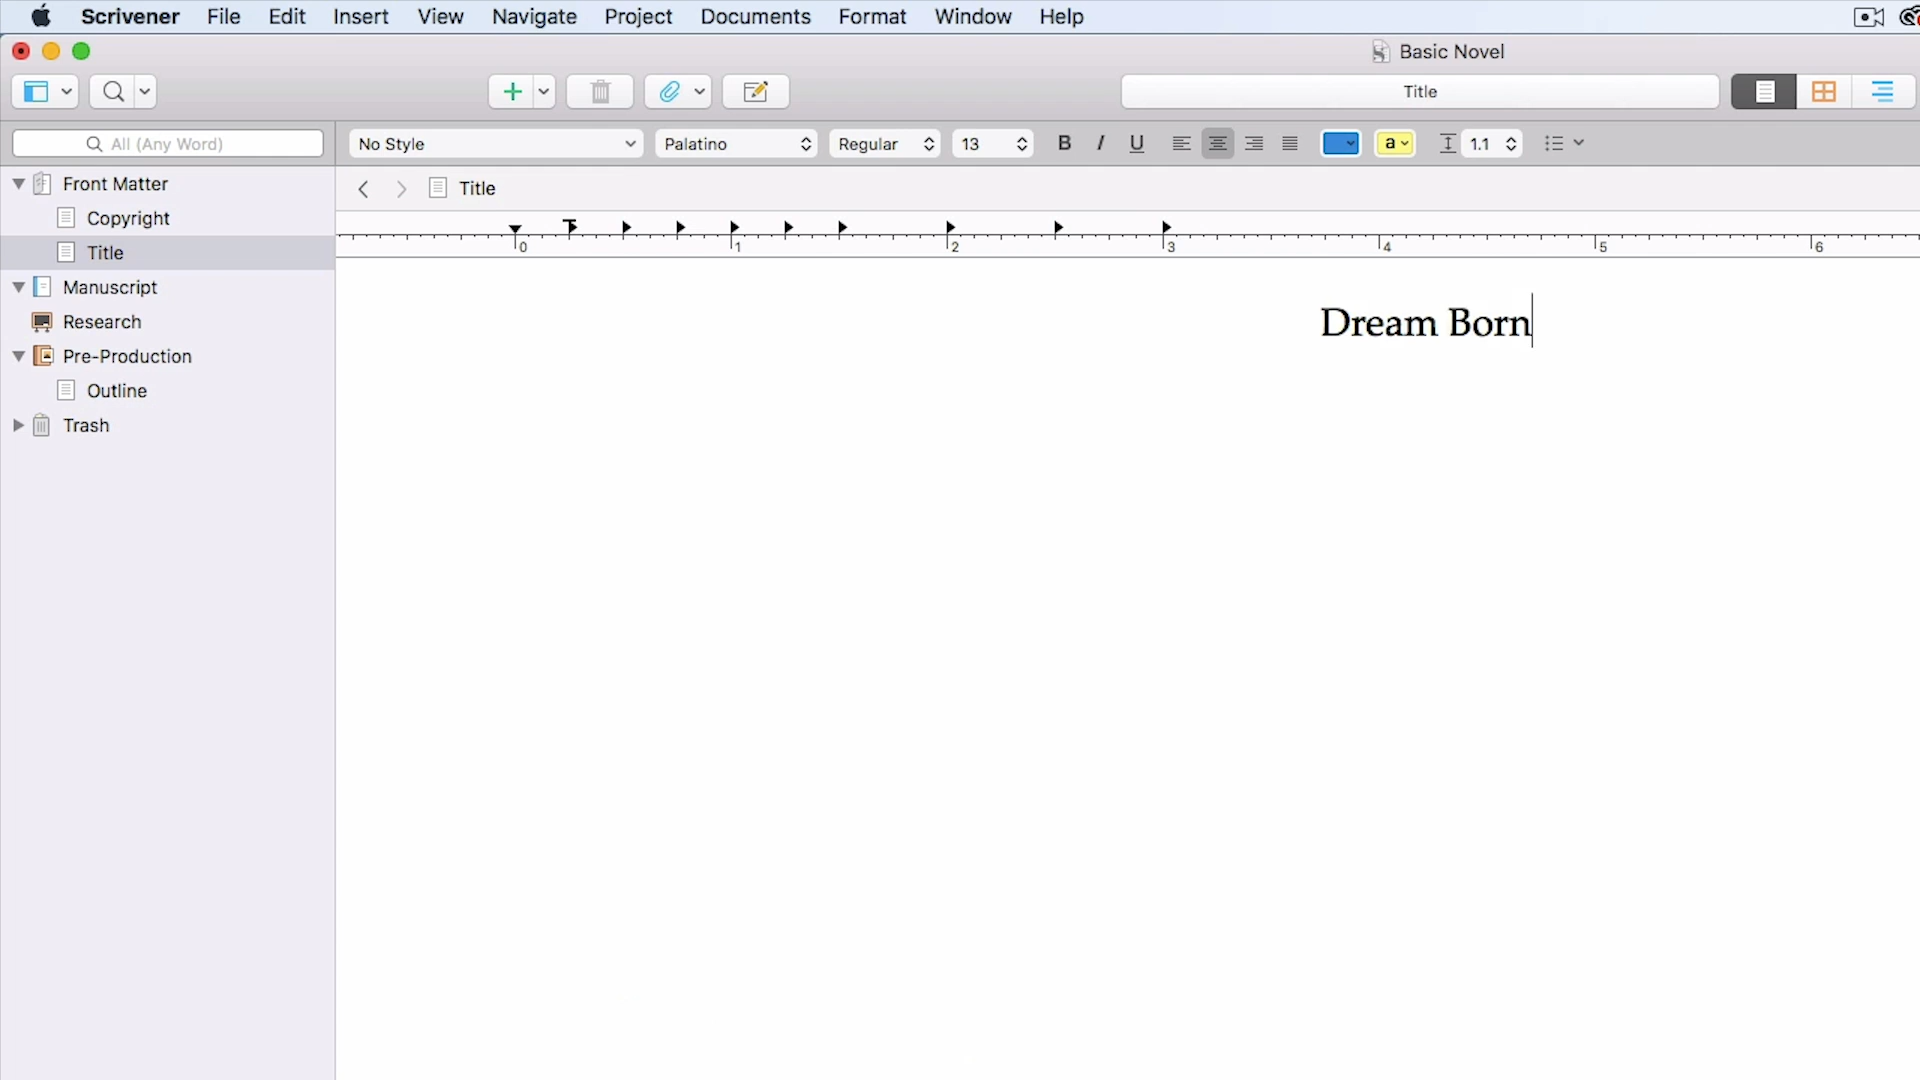 Scrivener File Edit Insert View Navigate Project Documents Format Window Help
Basic Novel
Title
All (Any Word)
No Style Palatino Regular 13 B I U a 1.1
Front Matter
Copyright
Title
Manuscript
Research
Pre-Production
Outline
Trash
Title
0 1 2 3 4 5 6
Dream Born